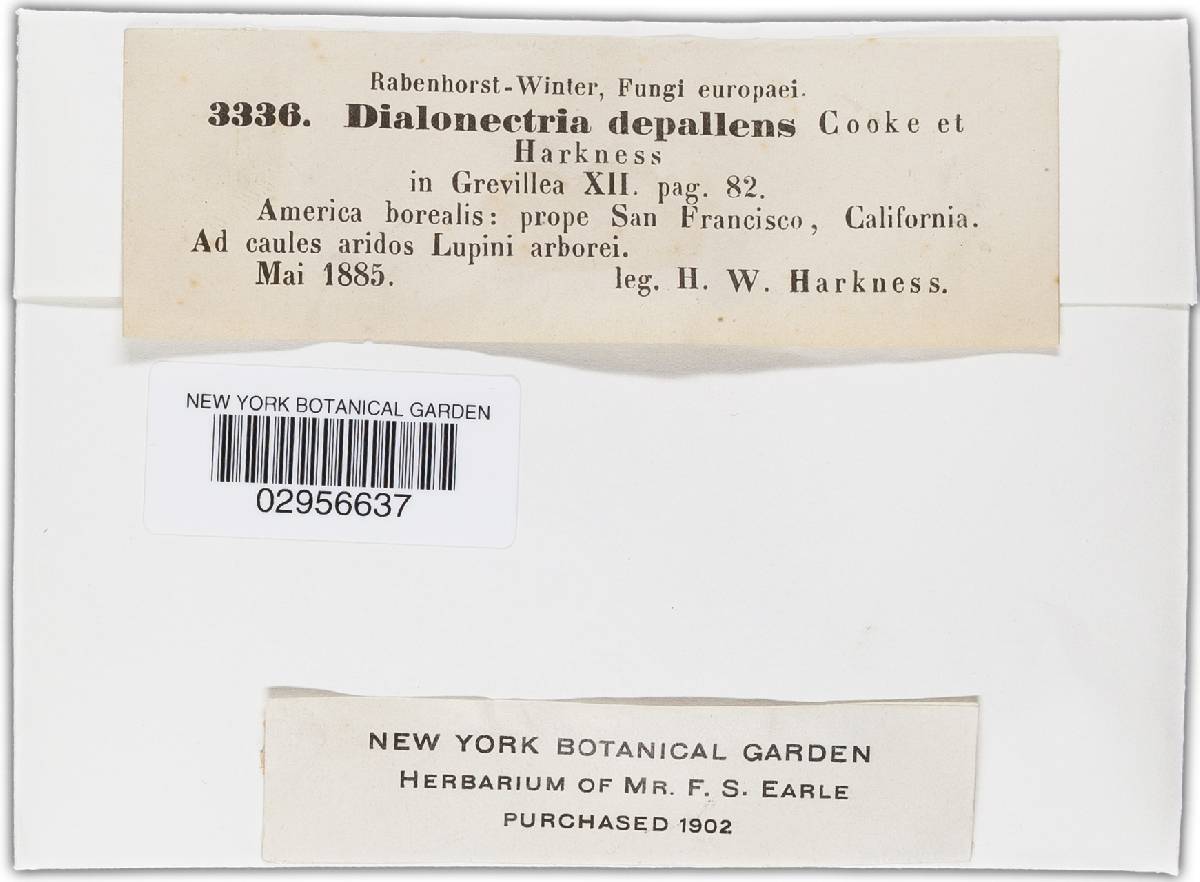 Rabenhorst-Winter, Fungi europaei.
3336. Dialonectria depallens Cooke et
Harkness
in Grevillea XII. pag. 82.
America borealis: prope San Francisco, California.
Ad caules aridos Lupini arborei.
Mai 1885. leg. H. W. Harkness.
NEW YORK BOTANICAL GARDEN
02956637
NEW YORK BOTANICAL GARDEN
HERBARIUM OF MR. F. S. EARLE
PURCHASED 1902